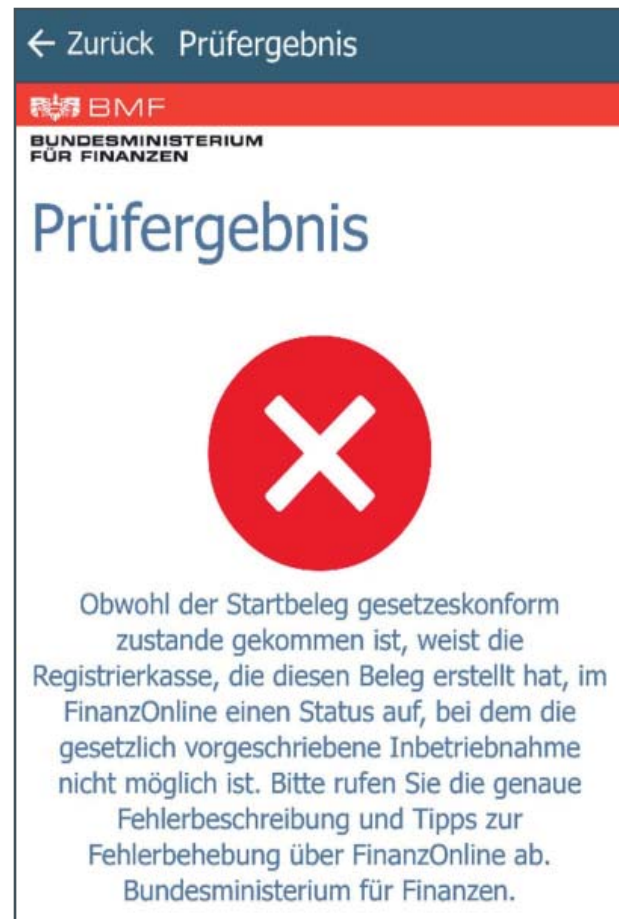 ← Zurück Prüfergebnis
BMF
BUNDESMINISTERIUM
FÜR FINANZEN
Prüfergebnis
Obwohl der Startbeleg gesetzeskonform
zustande gekommen ist, weist die
Registrierkasse, die diesen Beleg erstellt hat, im
FinanzOnline einen Status auf, bei dem die
gesetzlich vorgeschriebene Inbetriebnahme
nicht möglich ist. Bitte rufen Sie die genaue
Fehlerbeschreibung und Tipps zur
Fehlerbehebung über FinanzOnline ab.
Bundesministerium für Finanzen.